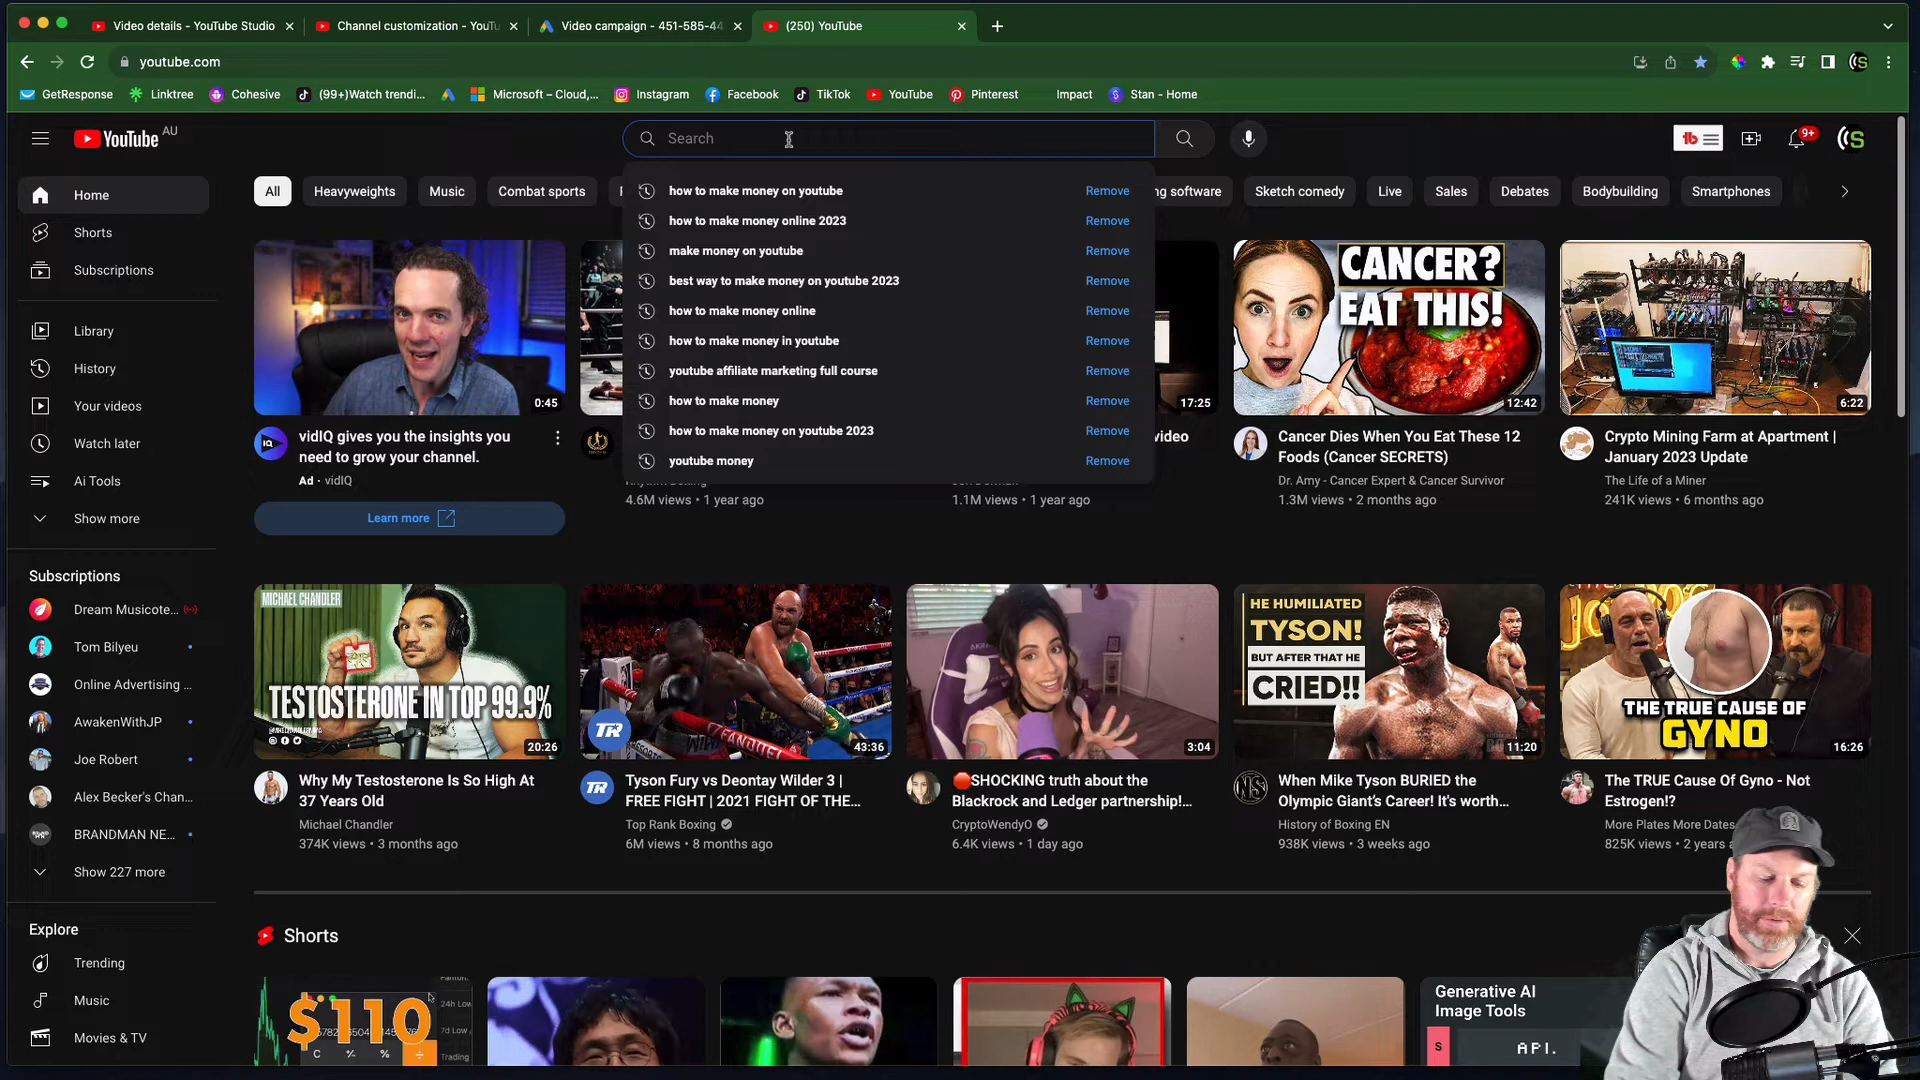 Video details - YouTube Studio
Channel customization - YouTu
Video campaign - 451-585-44
(250) YouTube
youtube.com
GetResponse
Linktree
Cohesive
(99+)Watch trendi...
Microsoft – Cloud,...
Instagram
Facebook
TikTok
YouTube
Pinterest
Impact
Stan - Home
YouTube AU
Search
9+
All
Heavyweights
Music
Combat sports
ng software
Sketch comedy
Live
Sales
Debates
Bodybuilding
Smartphones
how to make money on youtube Remove
how to make money online 2023 Remove
make money on youtube Remove
best way to make money on youtube 2023 Remove
how to make money online Remove
how to make money in youtube Remove
youtube affiliate marketing full course Remove
how to make money Remove
how to make money on youtube 2023 Remove
youtube money Remove
Home
Shorts
Subscriptions
Library
History
Your videos
Watch later
Ai Tools
Show more
Subscriptions
Dream Musicote...
Tom Bilyeu
Online Advertising ...
AwakenWithJP
Joe Robert
Alex Becker's Chan...
BRANDMAN NE...
Show 227 more
Explore
Trending
Music
Movies & TV
0:45
vidIQ gives you the insights you
need to grow your channel.
Ad · vidIQ
Learn more
4.6M views • 1 year ago
17:25
video
1.1M views • 1 year ago
CANCER?
EAT THIS!
12:42
Cancer Dies When You Eat These 12
Foods (Cancer SECRETS)
Dr. Amy - Cancer Expert & Cancer Survivor
1.3M views • 2 months ago
6:22
Crypto Mining Farm at Apartment |
January 2023 Update
The Life of a Miner
241K views • 6 months ago
MICHAEL CHANDLER
TESTOSTERONE IN TOP 99.9%
20:26
Why My Testosterone Is So High At
37 Years Old
Michael Chandler
374K views • 3 months ago
TR
43:36
Tyson Fury vs Deontay Wilder 3 |
FREE FIGHT | 2021 FIGHT OF THE...
Top Rank Boxing
6M views • 8 months ago
3:04
🛑SHOCKING truth about the
Blackrock and Ledger partnership!...
CryptoWendyO
6.4K views • 1 day ago
HE HUMILIATED
TYSON!
BUT AFTER THAT HE
CRIED!!
11:20
When Mike Tyson BURIED the
Olympic Giant's Career! It's worth...
History of Boxing EN
938K views • 3 weeks ago
THE TRUE CAUSE OF
GYNO
16:26
The TRUE Cause Of Gyno - Not
Estrogen!?
More Plates More Dates
825K views • 2 years a
Shorts
$110
24h Low
7d Low
Trading
Generative AI
Image Tools
S
API.